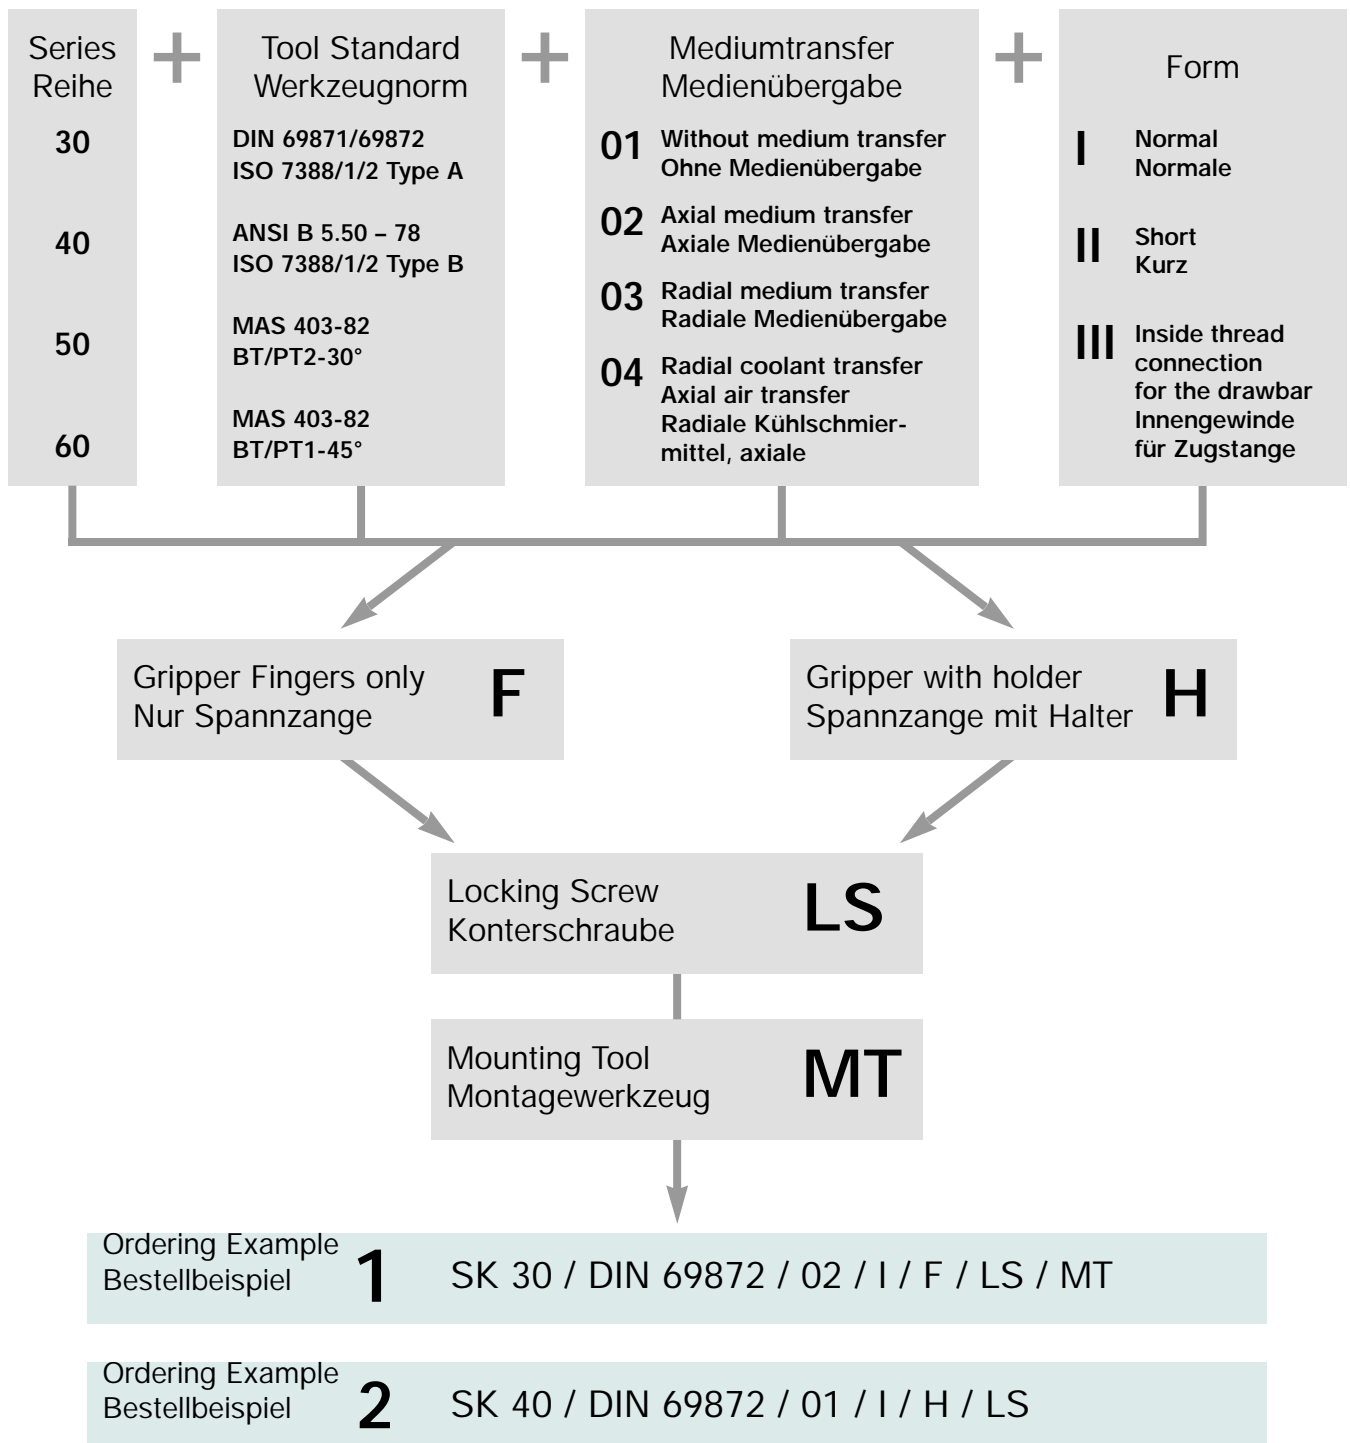 Series
Reihe
30
40
50
60
+
Tool Standard
Werkzeugnorm
DIN 69871/69872
ISO 7388/1/2 Type A
ANSI B 5.50 – 78
ISO 7388/1/2 Type B
MAS 403-82
BT/PT2-30°
MAS 403-82
BT/PT1-45°
+
Mediumtransfer
Medienübergabe
01 Without medium transfer
Ohne Medienübergabe
02 Axial medium transfer
Axiale Medienübergabe
03 Radial medium transfer
Radiale Medienübergabe
04 Radial coolant transfer
Axial air transfer
Radiale Kühlschmier-
mittel, axiale
+
Form
I Normal
Normale
II Short
Kurz
III Inside thread
connection
for the drawbar
Innengewinde
für Zugstange
Gripper Fingers only
Nur Spannzange
F
Gripper with holder
Spannzange mit Halter
H
Locking Screw
Konterschraube
LS
Mounting Tool
Montagewerkzeug
MT
Ordering Example
Bestellbeispiel
1 SK 30 / DIN 69872 / 02 / I / F / LS / MT
Ordering Example
Bestellbeispiel
2 SK 40 / DIN 69872 / 01 / I / H / LS